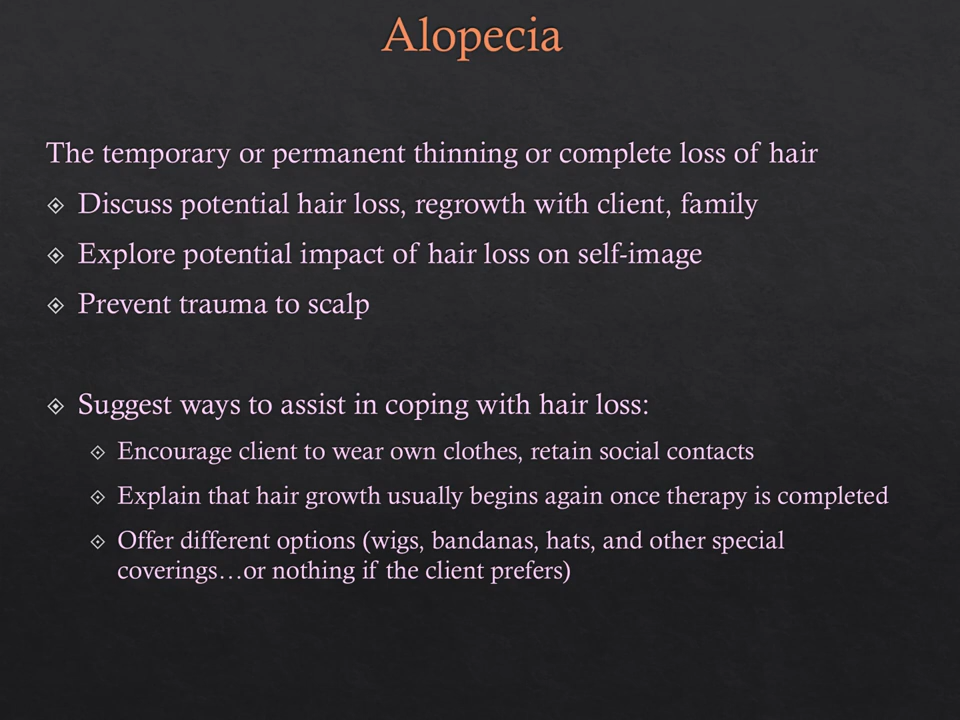 Alopecia
The temporary or permanent thinning or complete loss of hair
Discuss potential hair loss, regrowth with client, family
Explore potential impact of hair loss on self-image
Prevent trauma to scalp
Suggest ways to assist in coping with hair loss:
Encourage client to wear own clothes, retain social contacts
Explain that hair growth usually begins again once therapy is completed
Offer different options (wigs, bandanas, hats, and other special
coverings…or nothing if the client prefers)